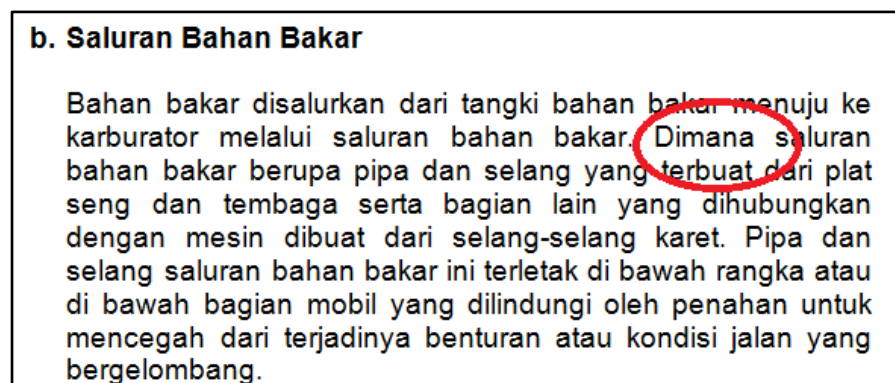 b. Saluran Bahan Bakar
Bahan bakar disalurkan dari tangki bahan bakar menuju ke
karburator melalui saluran bahan bakar. Dimana saluran
bahan bakar berupa pipa dan selang yang terbuat dari plat
seng dan tembaga serta bagian lain yang dihubungkan
dengan mesin dibuat dari selang-selang karet. Pipa dan
selang saluran bahan bakar ini terletak di bawah rangka atau
di bawah bagian mobil yang dilindungi oleh penahan untuk
mencegah dari terjadinya benturan atau kondisi jalan yang
bergelombang.